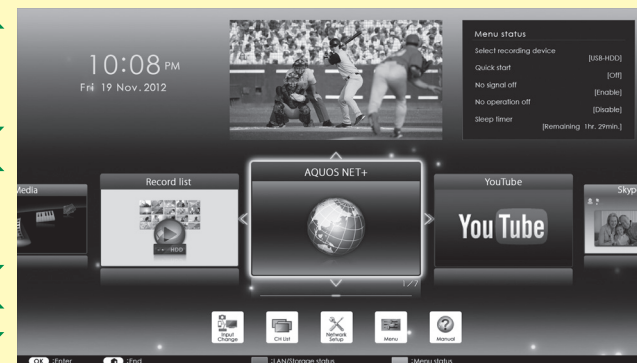 10:08 PM
Fri 19 Nov. 2012
Menu status
Select recording device
[USB-HDD]
Quick start
[Off]
No signal off
[Enable]
No operation off
[Disable]
Sleep timer
[Remaining 1hr. 29min.]
Media
Record list
HDD
AQUOS NET+
1/7
YouTube
You Tube
Skyp
Input Change
CH List
Network Setup
Menu
Manual
OK :Enter
:End
:LAN/Storage status
:Menu status